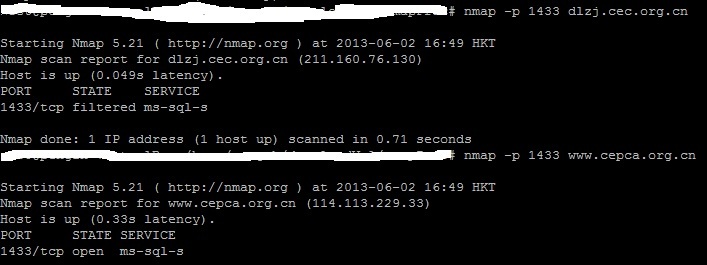 # nmap -p 1433 dlzj.cec.org.cn
Starting Nmap 5.21 ( http://nmap.org ) at 2013-06-02 16:49 HKT
Nmap scan report for dlzj.cec.org.cn (211.160.76.130)
Host is up (0.049s latency).
PORT     STATE    SERVICE
1433/tcp filtered ms-sql-s
Nmap done: 1 IP address (1 host up) scanned in 0.71 seconds
# nmap -p 1433 www.cepca.org.cn
Starting Nmap 5.21 ( http://nmap.org ) at 2013-06-02 16:49 HKT
Nmap scan report for www.cepca.org.cn (114.113.229.33)
Host is up (0.33s latency).
PORT     STATE SERVICE
1433/tcp open  ms-sql-s